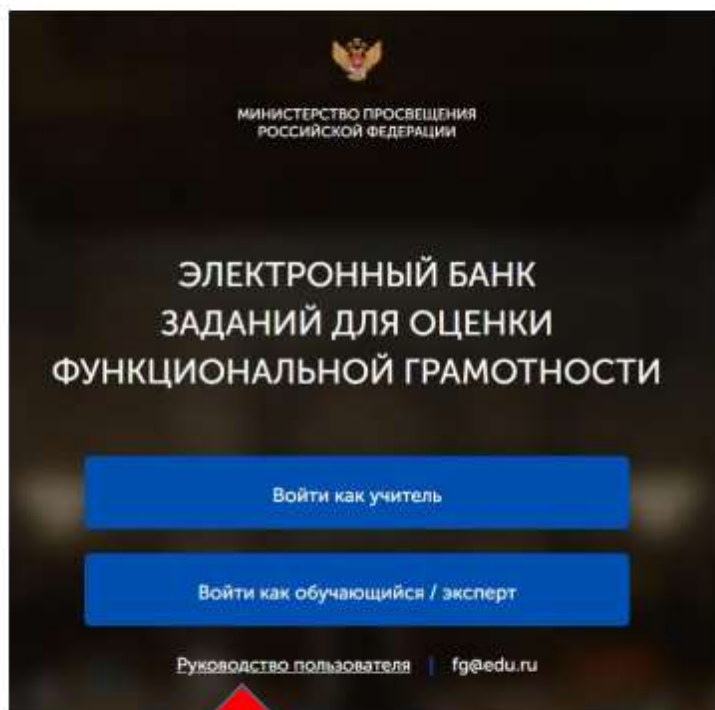 МИНИСТЕРСТВО ПРОСВЕЩЕНИЯ
РОССИЙСКОЙ ФЕДЕРАЦИИ
ЭЛЕКТРОННЫЙ БАНК
ЗАДАНИЙ ДЛЯ ОЦЕНКИ
ФУНКЦИОНАЛЬНОЙ ГРАМОТНОСТИ
Войти как учитель
Войти как обучающийся / эксперт
Руководство пользователя | fg@edu.ru